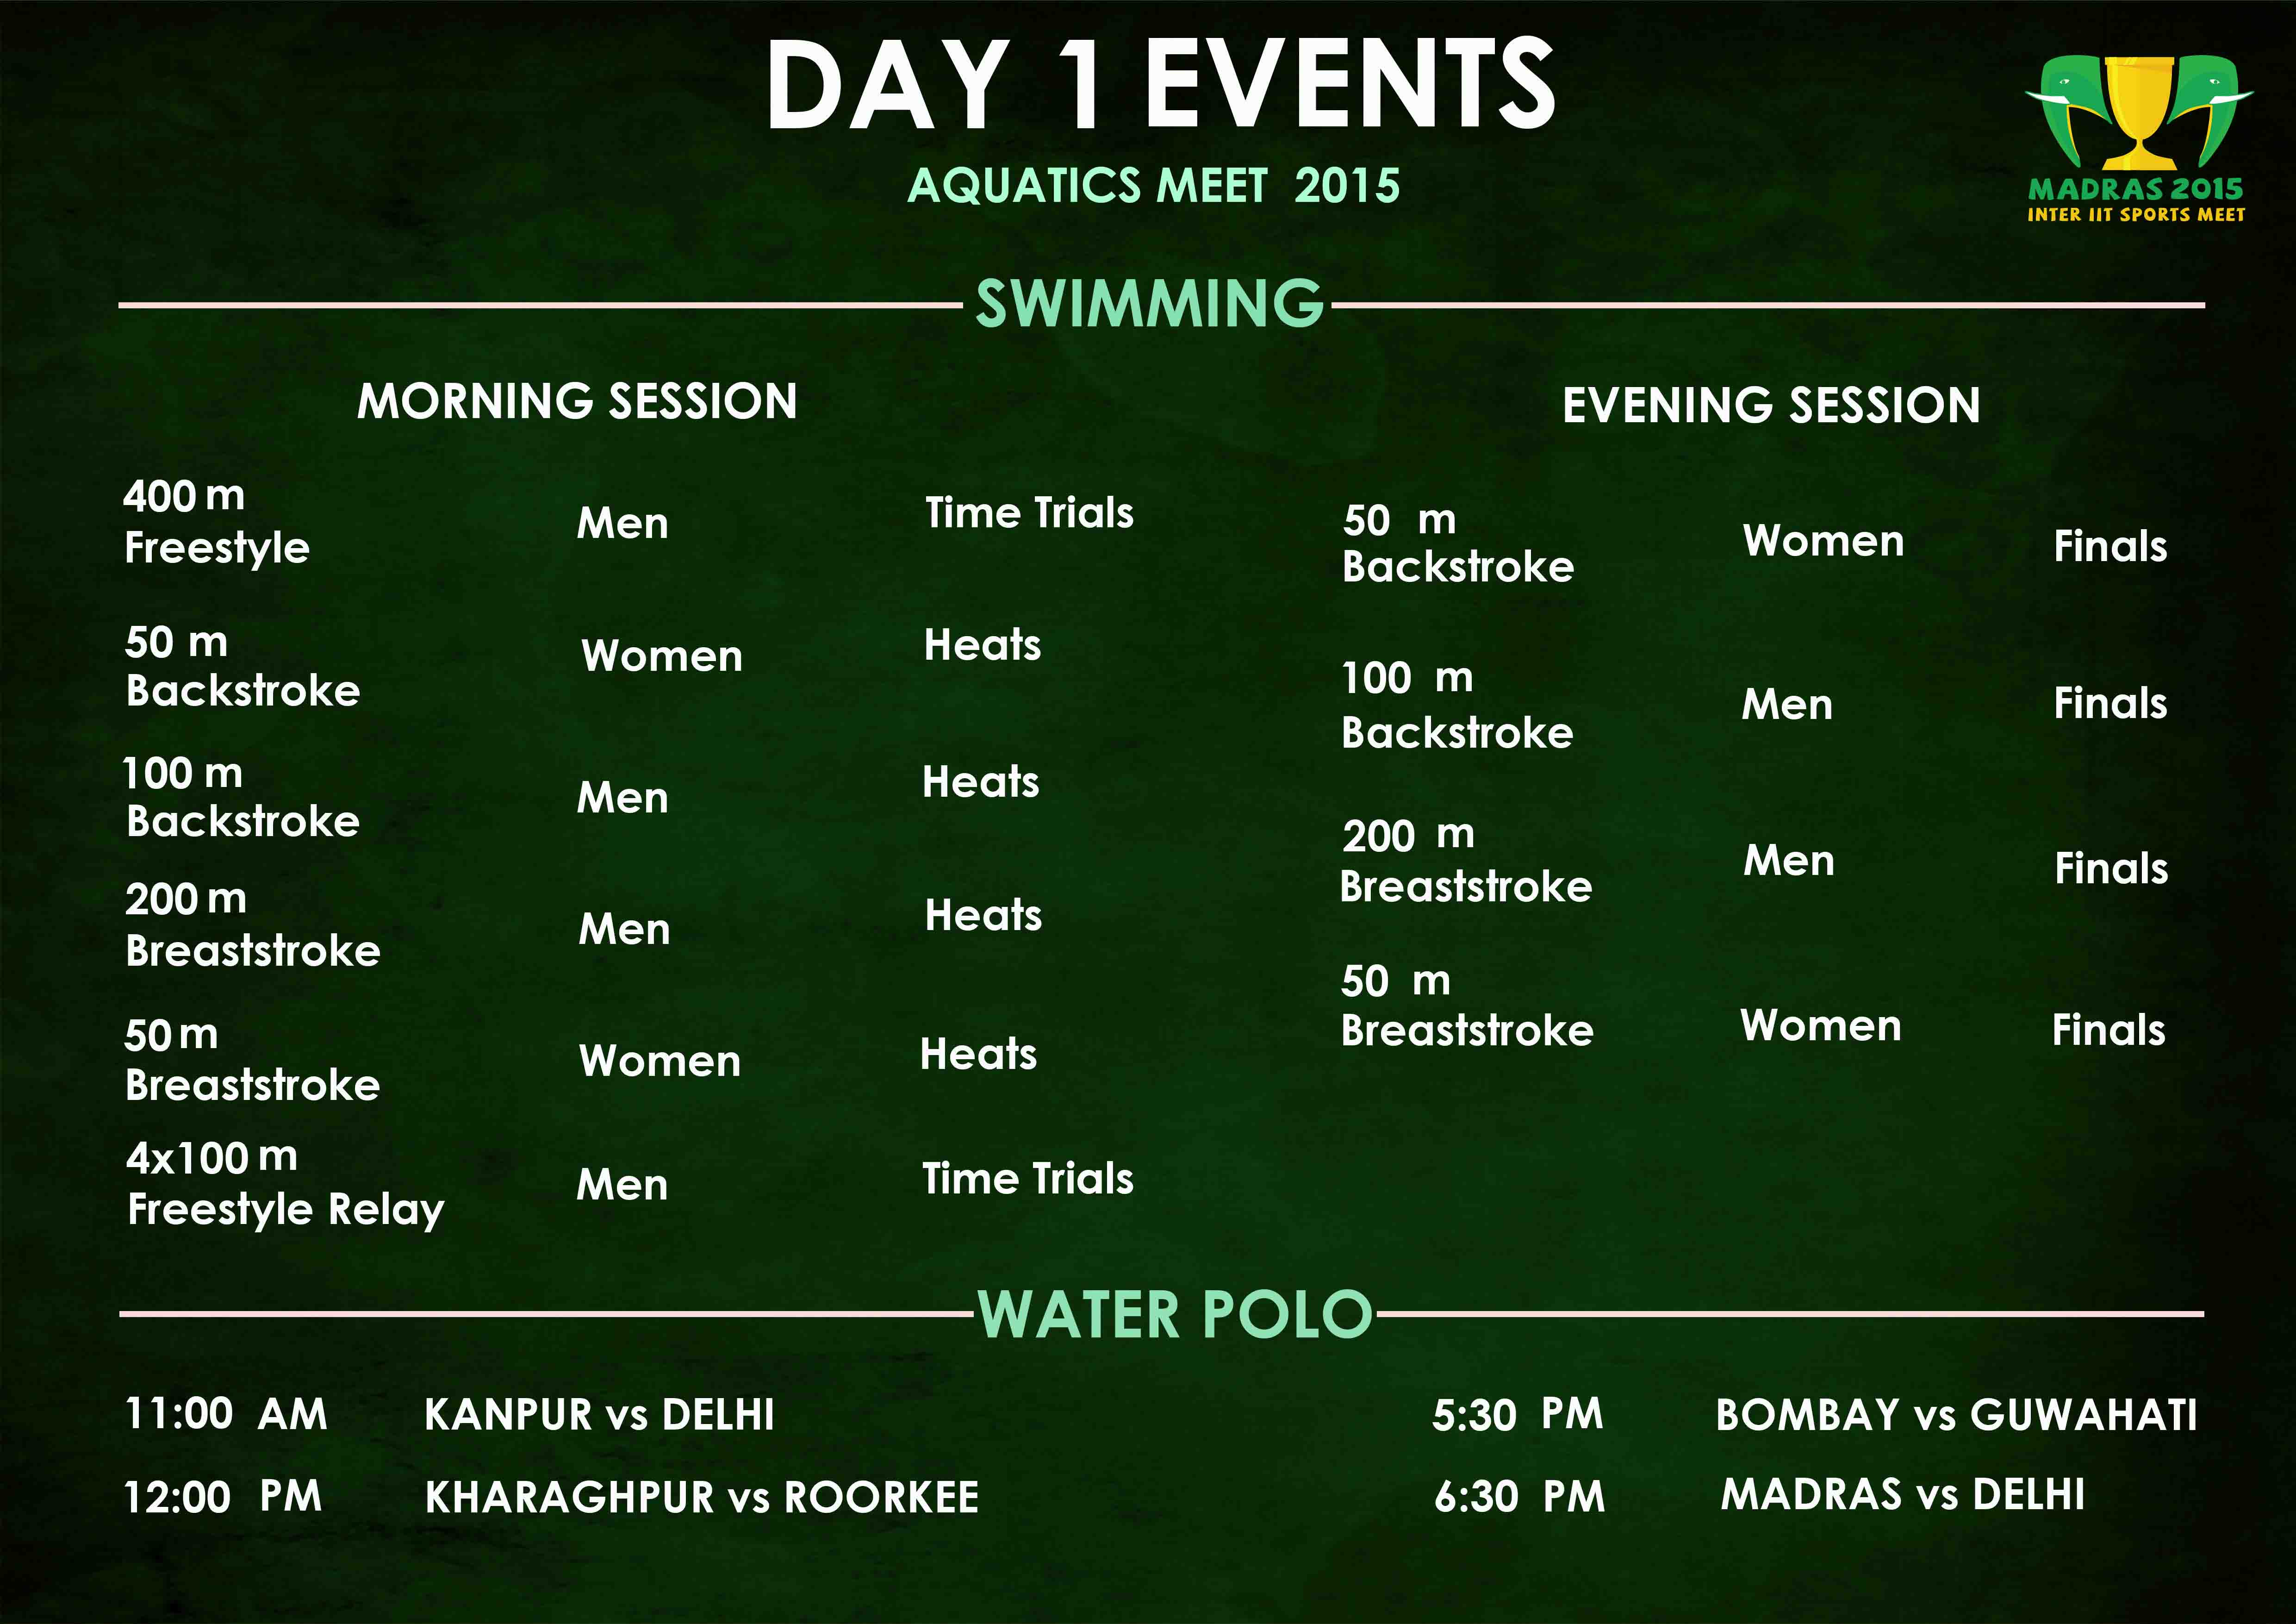 DAY 1 EVENTS
AQUATICS MEET 2015
MADRAS 2015
INTER IIT SPORTS MEET
SWIMMING
MORNING SESSION
400 m
Freestyle
Men
Time Trials
50 m
Backstroke
Women
Heats
100 m
Backstroke
Men
Heats
200 m
Breaststroke
Men
Heats
50 m
Breaststroke
Women
Heats
4x100 m
Freestyle Relay
Men
Time Trials
EVENING SESSION
50 m
Backstroke
Women
Finals
100 m
Backstroke
Men
Finals
200 m
Breaststroke
Men
Finals
50 m
Breaststroke
Women
Finals
WATER POLO
11:00 AM KANPUR vs DELHI
12:00 PM KHARAGHPUR vs ROORKEE
5:30 PM BOMBAY vs GUWAHATI
6:30 PM MADRAS vs DELHI